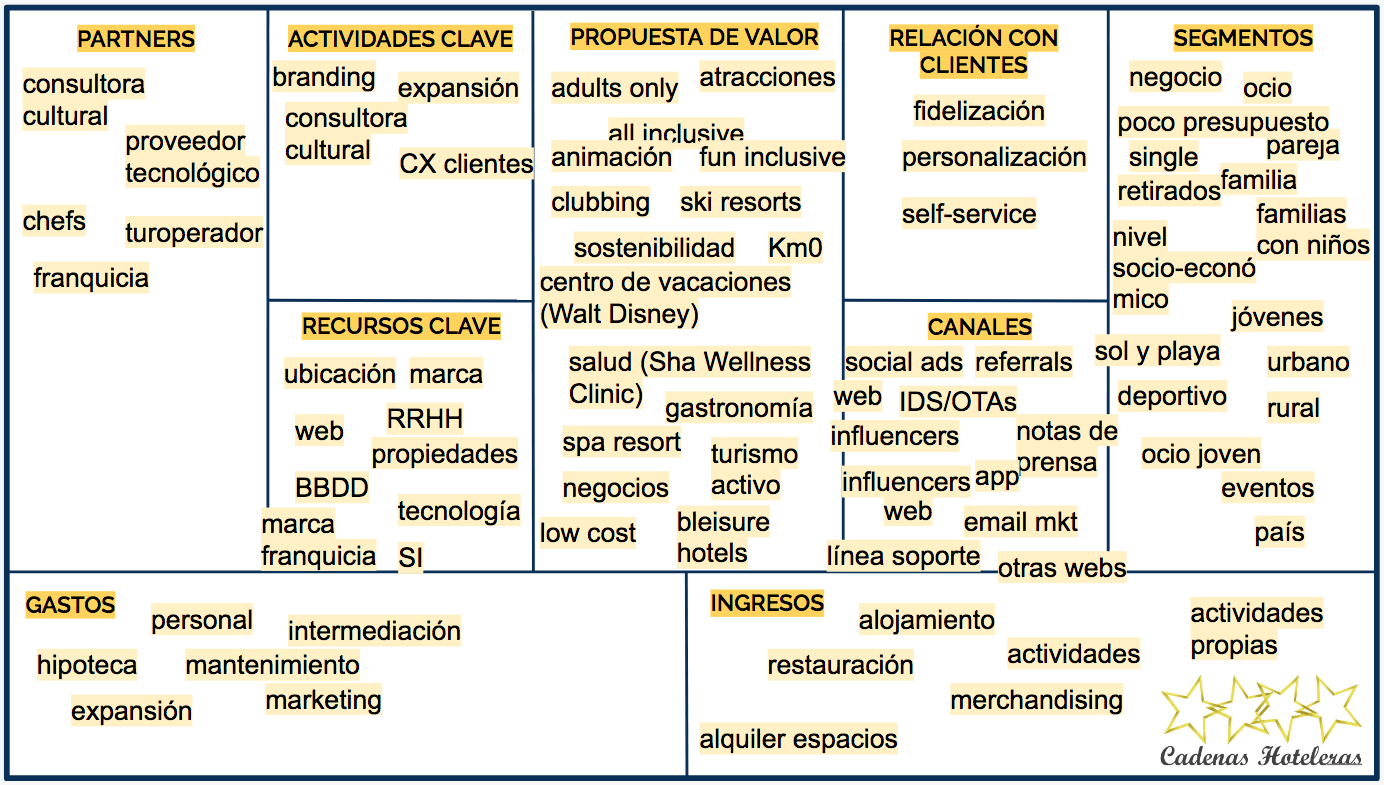 PARTNERS
consultora
cultural
proveedor
tecnológico
chefs
turoperador
franquicia
ACTIVIDADES CLAVE
branding
expansión
consultora
cultural
CX clientes
RECURSOS CLAVE
ubicación
marca
RRHH
web
propiedades
BBDD
tecnología
marca
franquicia
SI
PROPUESTA DE VALOR
adults only
atracciones
all inclusive
animación
fun inclusive
clubbing
ski resorts
sostenibilidad
Km0
centro de vacaciones
(Walt Disney)
salud (Sha Wellness
Clinic)
gastronomía
spa resort
turismo
activo
negocios
low cost
bleisure
hotels
RELACIÓN CON
CLIENTES
fidelización
personalización
self-service
CANALES
social ads
referrals
web
IDS/OTAs
influencers
notas de
prensa
influencers
app
web
email mkt
línea soporte
otras webs
SEGMENTOS
negocio
ocio
poco presupuesto
single
pareja
retirados
familia
familias
con niños
nivel
socio-econó
mico
jóvenes
sol y playa
urbano
deportivo
rural
ocio joven
eventos
país
GASTOS
personal
intermediación
hipoteca
mantenimiento
expansión
marketing
INGRESOS
alojamiento
actividades
propias
restauración
actividades
merchandising
alquiler espacios
Cadenas Hoteleras